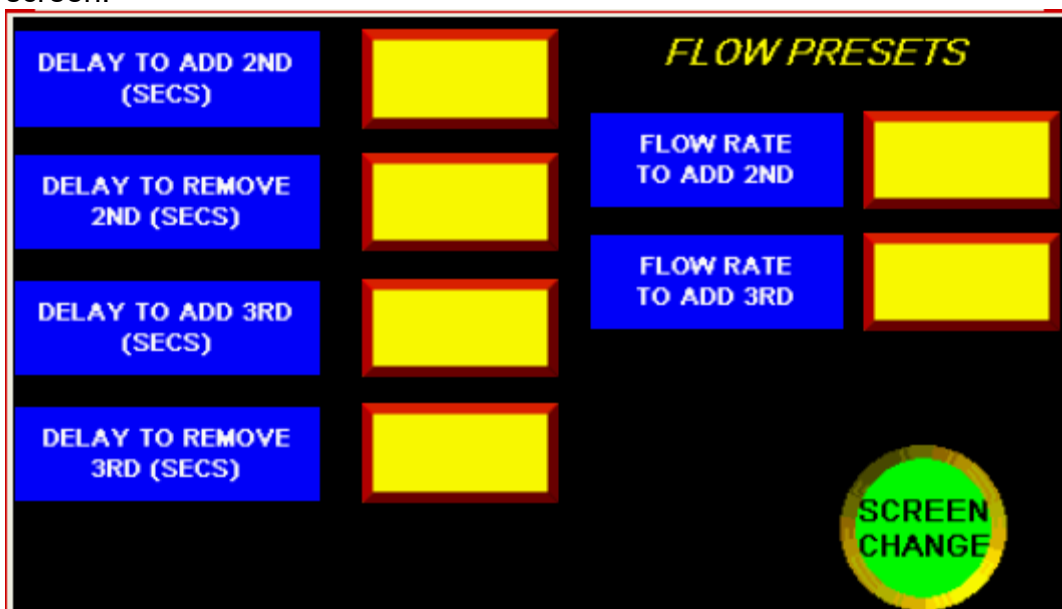 screen.
DELAY TO ADD 2ND
(SECS)
DELAY TO REMOVE
2ND (SECS)
DELAY TO ADD 3RD
(SECS)
DELAY TO REMOVE
3RD (SECS)
FLOW PRESETS
FLOW RATE
TO ADD 2ND
FLOW RATE
TO ADD 3RD
SCREEN
CHANGE